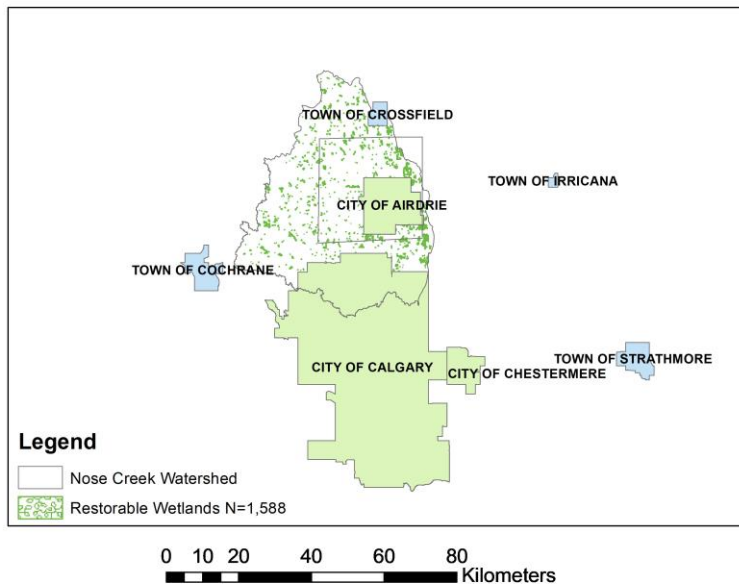 TOWN OF CROSSFIELD
TOWN OF IRRICANA
CITY OF AIRDRIE
TOWN OF COCHRANE
TOWN OF STRATHMORE
CITY OF CALGARY
CITY OF CHESTERMERE
Legend
Nose Creek Watershed
Restorable Wetlands N=1,588
0 5 10 20 40 60 80
Kilometers